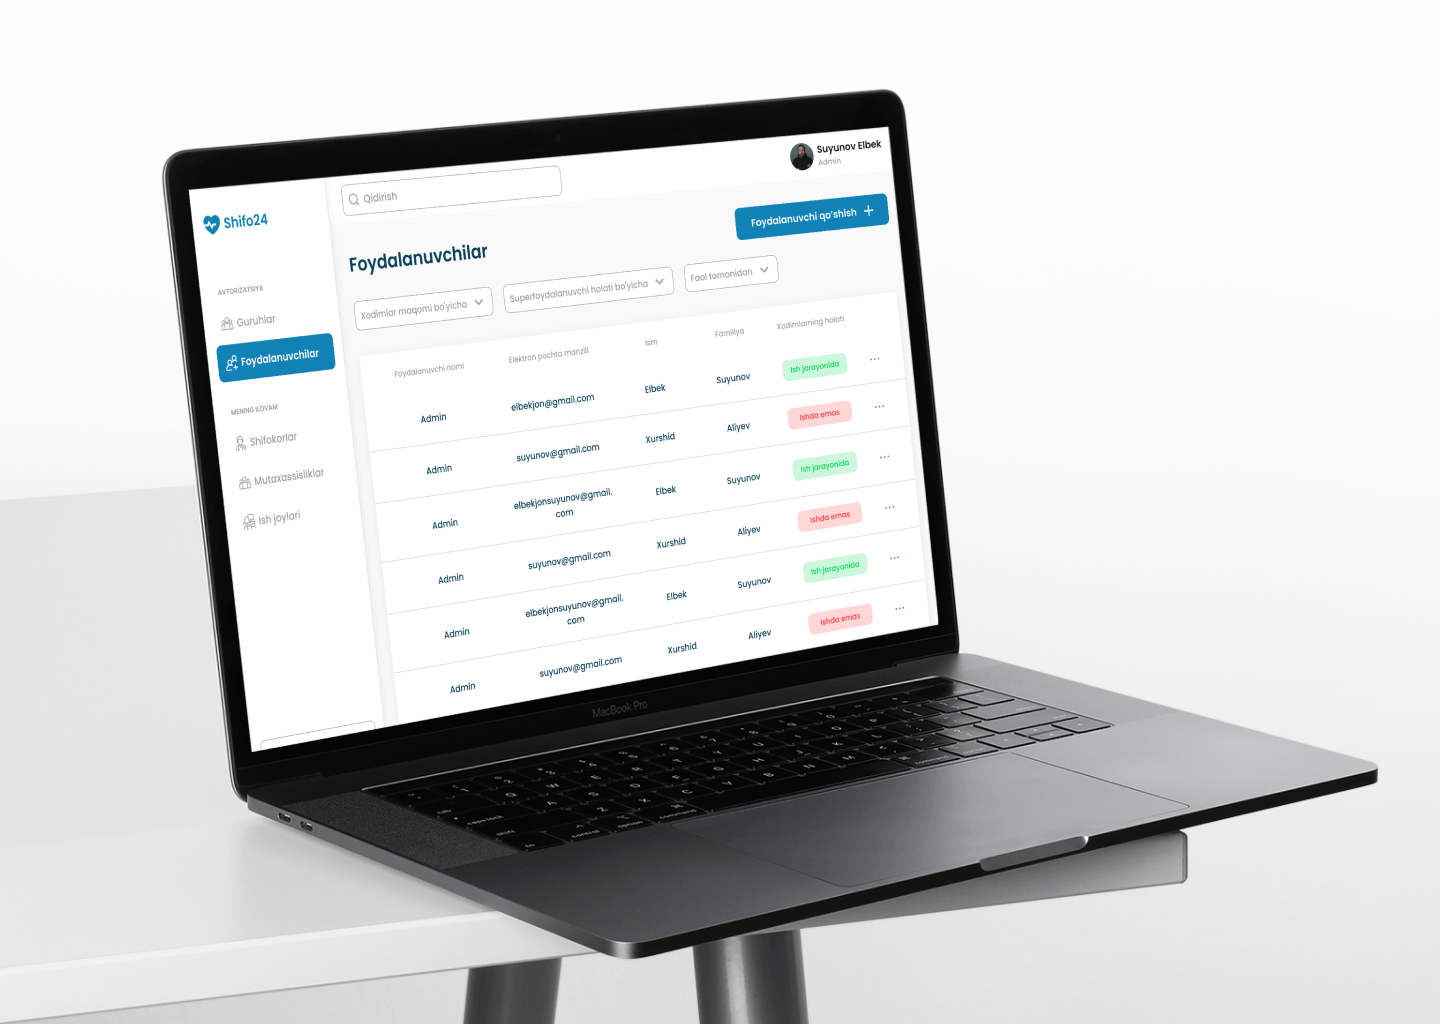 Suyunov Elbek
Admin
Qidirish
Shifo24
Foydalanuvchi qo'shish
Foydalanuvchilar
AVTORIZATSIYA
Guruhlar
Foydalanuvchilar
MENING ILOVAM
Shifokorlar
Mutaxassisliklar
Ish joylari
Xodimlar maqomi bo'yicha
Superfoydalanuvchi holati bo'yicha
Faol tomonidan
Foydalanuvchi nomi Elektron pochta manzili Ism Familiya Xodimlarning holati
Admin elbekjon@gmail.com Elbek Suyunov Ish jarayonida ...
Admin suyunov@gmail.com Xurshid Aliyev Ishda emas ...
Admin elbekjonsuyunov@gmail. Elbek Suyunov Ish jarayonida ...
com
Admin suyunov@gmail.com Xurshid Aliyev Ishda emas ...
Admin elbekjonsuyunov@gmail. Elbek Suyunov Ish jarayonida ...
com
Admin suyunov@gmail.com Xurshid Aliyev Ishda emas ...
MacBook Pro